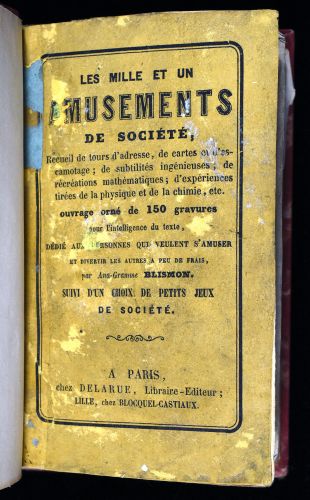 LES MILLE ET UN
AMUSEMENTS
DE SOCIÉTÉ,
Recueil de tours d'adresse, de cartes et d'es-
camotage; de subtilités ingénieuses; de
récréations mathématiques; d'expériences
tirées de la physique et de la chimie, etc.
ouvrage orné de 150 gravures
pour l'intelligence du texte,
DÉDIÉ AUX PERSONNES QUI VEULENT S'AMUSER
ET DIVERTIR LES AUTRES A PEU DE FRAIS,
par Ana-Gramme BLISMON.
SUIVI D'UN CHOIX DE PETITS JEUX
DE SOCIÉTÉ.
A PARIS,
chez DELARUE, Libraire-Editeur;
LILLE, chez BLOCQUEL-CASTIAUX.